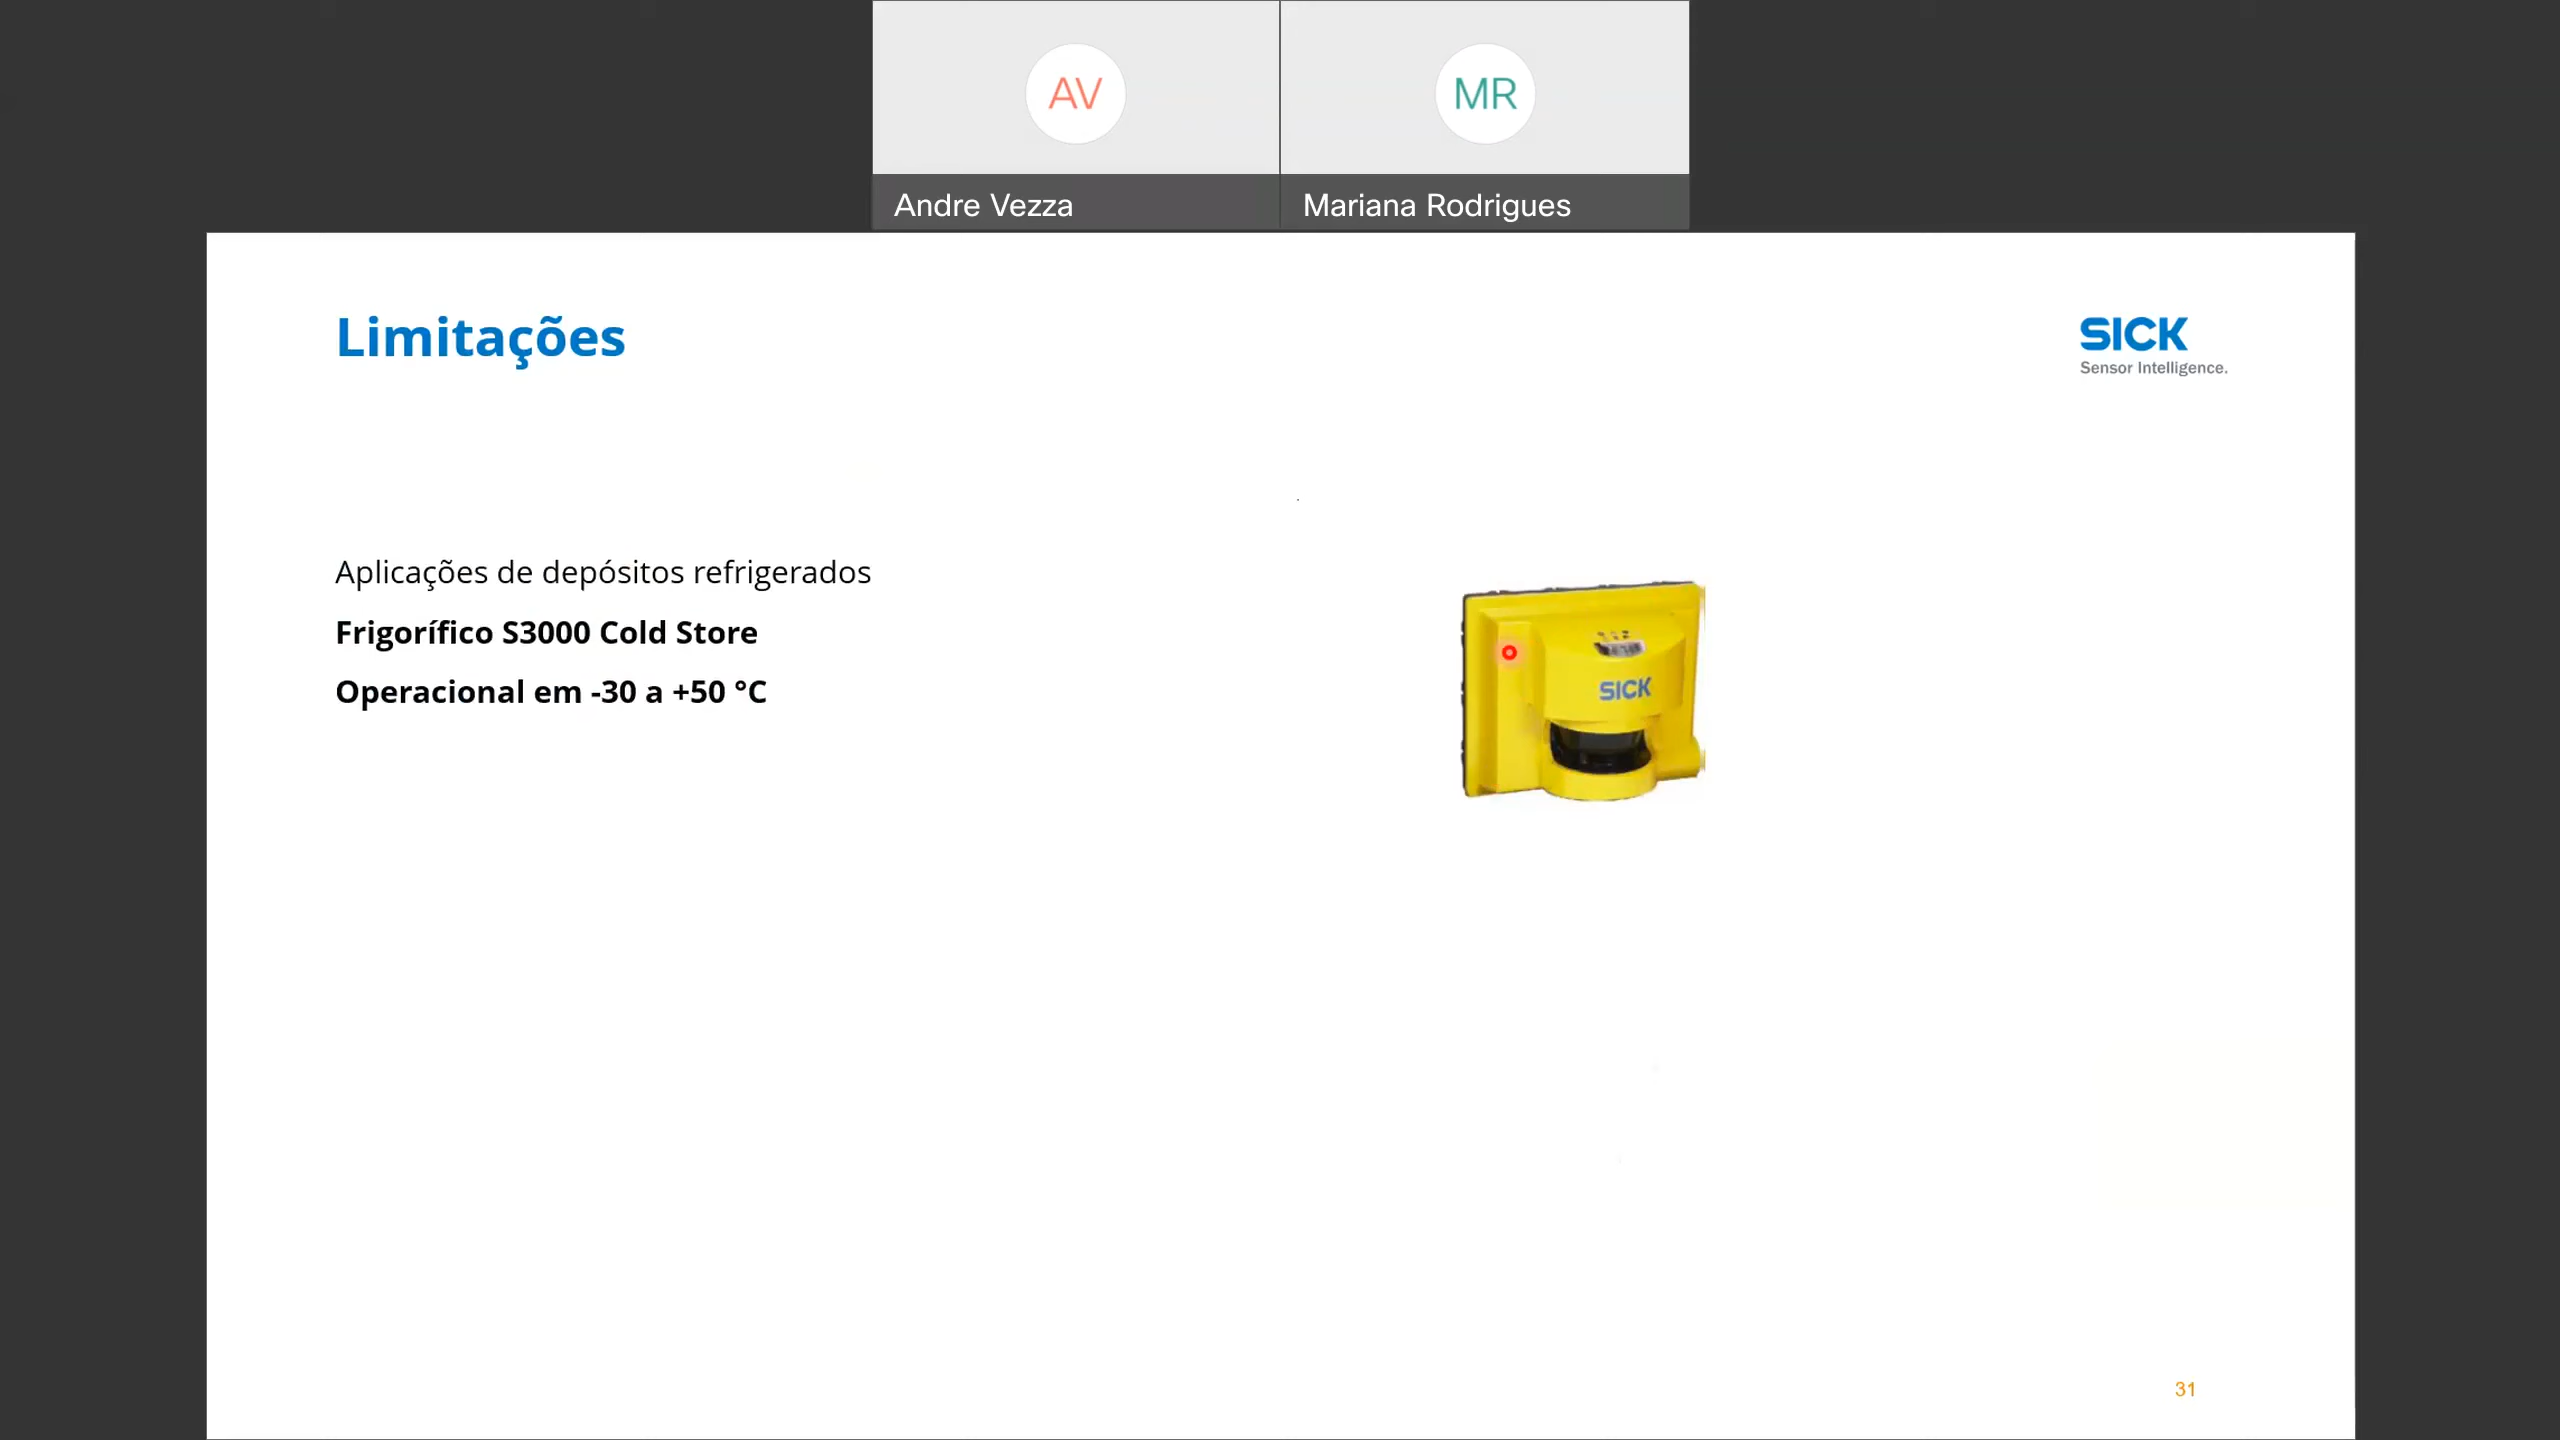 AV
MR
Andre Vezza
Mariana Rodrigues
Limitações
SICK
Sensor Intelligence.
Aplicações de depósitos refrigerados
Frigorífico S3000 Cold Store
Operacional em -30 a +50 °C
SICK
31